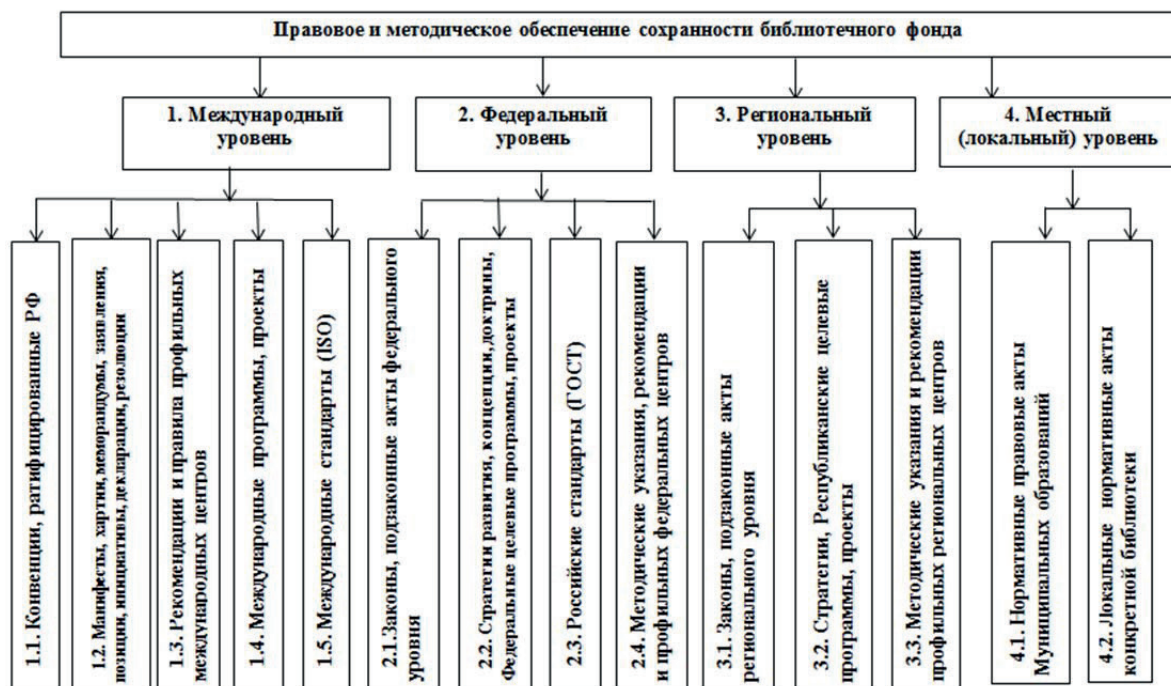 Правовое и методическое обеспечение сохранности библиотечного фонда
1. Международный
уровень
2. Федеральный
уровень
3. Региональный
уровень
4. Местный
(локальный) уровень
1.1. Конвенции, ратифицированные РФ
1.2. Манифесты, хартии, меморандумы, заявления,
позиции, инициативы, декларации, резолюции
1.3. Рекомендации и правила профильных
международных центров
1.4. Международные программы, проекты
1.5. Международные стандарты (ISO)
2.1.Законы, подзаконные акты федерального
уровня
2.2. Стратегии развития, концепции, доктрины,
Федеральные целевые программы, проекты
2.3. Российские стандарты (ГОСТ)
2.4. Методические указания, рекомендации
и профильных федеральных центров
3.1. Законы, подзаконные акты
регионального уровня
3.2. Стратегии, Республиканские целевые
программы, проекты
3.3. Методические указания и рекомендации
профильных региональных центров
4.1. Нормативные правовые акты
Муниципальных образований
4.2. Локальные нормативные акты
конкретной библиотеки